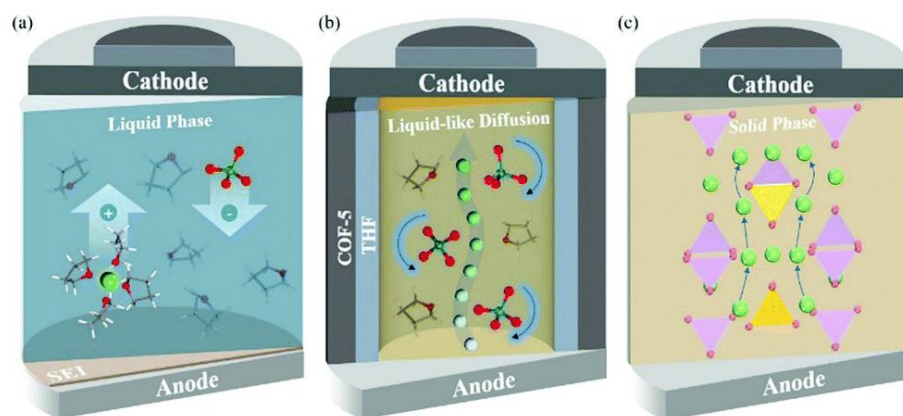 (a)
Cathode
Liquid Phase
+
-
SEI
Anode
(b)
Cathode
Liquid-like Diffusion
COF-5
THF
Anode
(c)
Cathode
Solid Phase
Anode